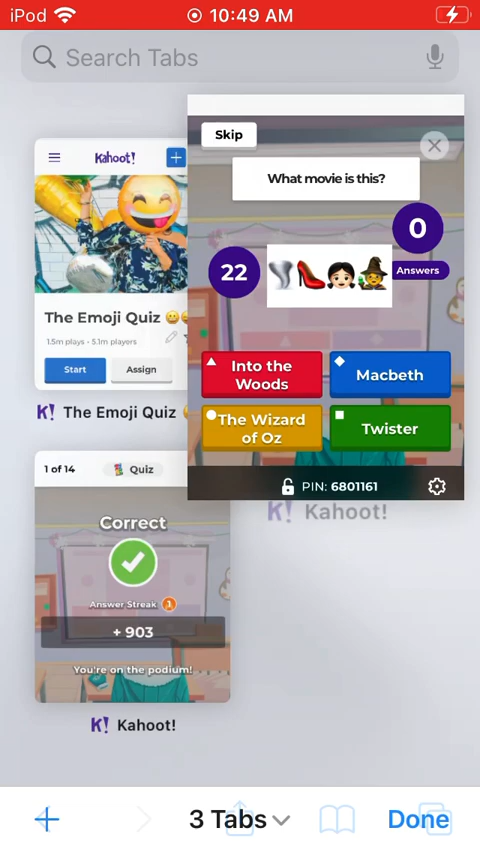 iPod 10:49 AM
Search Tabs
Kahoot!
The Emoji Quiz
1.5m plays · 5.1m players
Start Assign
K! The Emoji Quiz
Skip
What movie is this?
22
0
Answers
Into the
Woods
Macbeth
The Wizard
of Oz
Twister
PIN: 6801161
K! Kahoot!
1 of 14 Quiz
Correct
Answer Streak 1
+ 903
You're on the podium!
K! Kahoot!
3 Tabs
Done